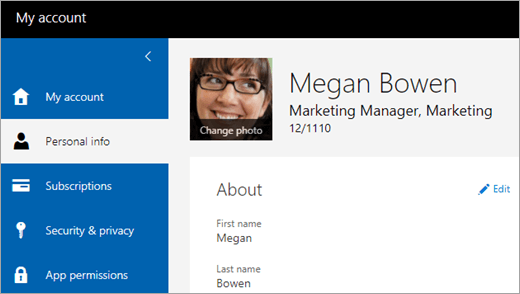 My account
My account
Personal info
Subscriptions
Security & privacy
App permissions
Change photo
Megan Bowen
Marketing Manager, Marketing
12/1110
About
Edit
First name
Megan
Last name
Bowen